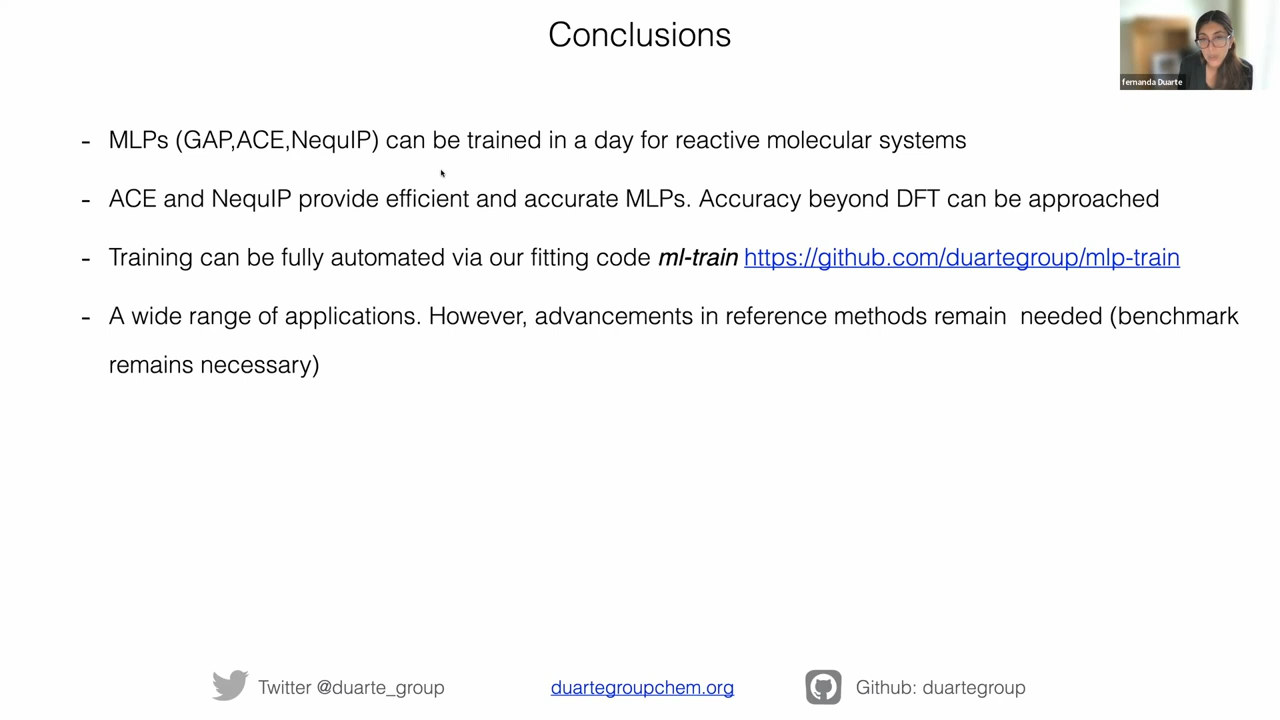 Conclusions
fernanda Duarte
- MLPs (GAP,ACE,NequIP) can be trained in a day for reactive molecular systems
- ACE and NequIP provide efficient and accurate MLPs. Accuracy beyond DFT can be approached
- Training can be fully automated via our fitting code ml-train https://github.com/duartegroup/mlp-train
- A wide range of applications. However, advancements in reference methods remain  needed (benchmark
remains necessary)
Twitter @duarte_group
duartegroupchem.org
Github: duartegroup